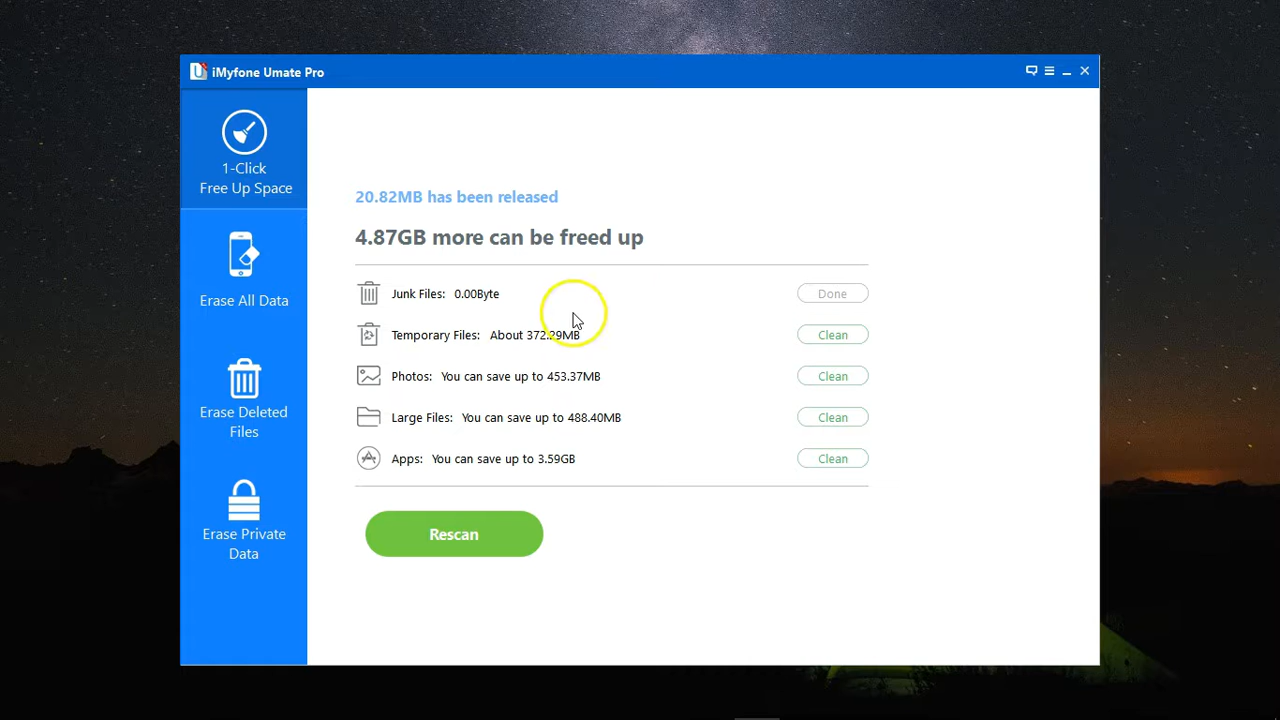 iMyfone Umate Pro
1-Click
Free Up Space
Erase All Data
Erase Deleted
Files
Erase Private
Data
20.82MB has been released
4.87GB more can be freed up
Junk Files: 0.00Byte
Done
Temporary Files: About 372.29MB
Clean
Photos: You can save up to 453.37MB
Clean
Large Files: You can save up to 488.40MB
Clean
Apps: You can save up to 3.59GB
Clean
Rescan